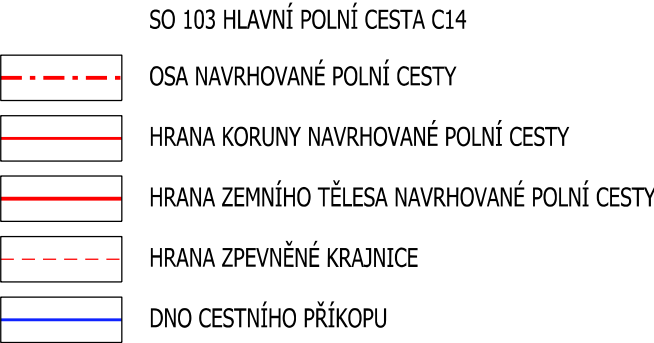 SO 103 HLAVNÍ POLNÍ CESTA C14
OSA NAVRHOVANÉ POLNÍ CESTY
HRANA KORUNY NAVRHOVANÉ POLNÍ CESTY
HRANA ZEMNÍHO TĚLESA NAVRHOVANÉ POLNÍ CESTY
HRANA ZPEVNĚNÉ KRAJNICE
DNO CESTNÍHO PŘÍKOPU